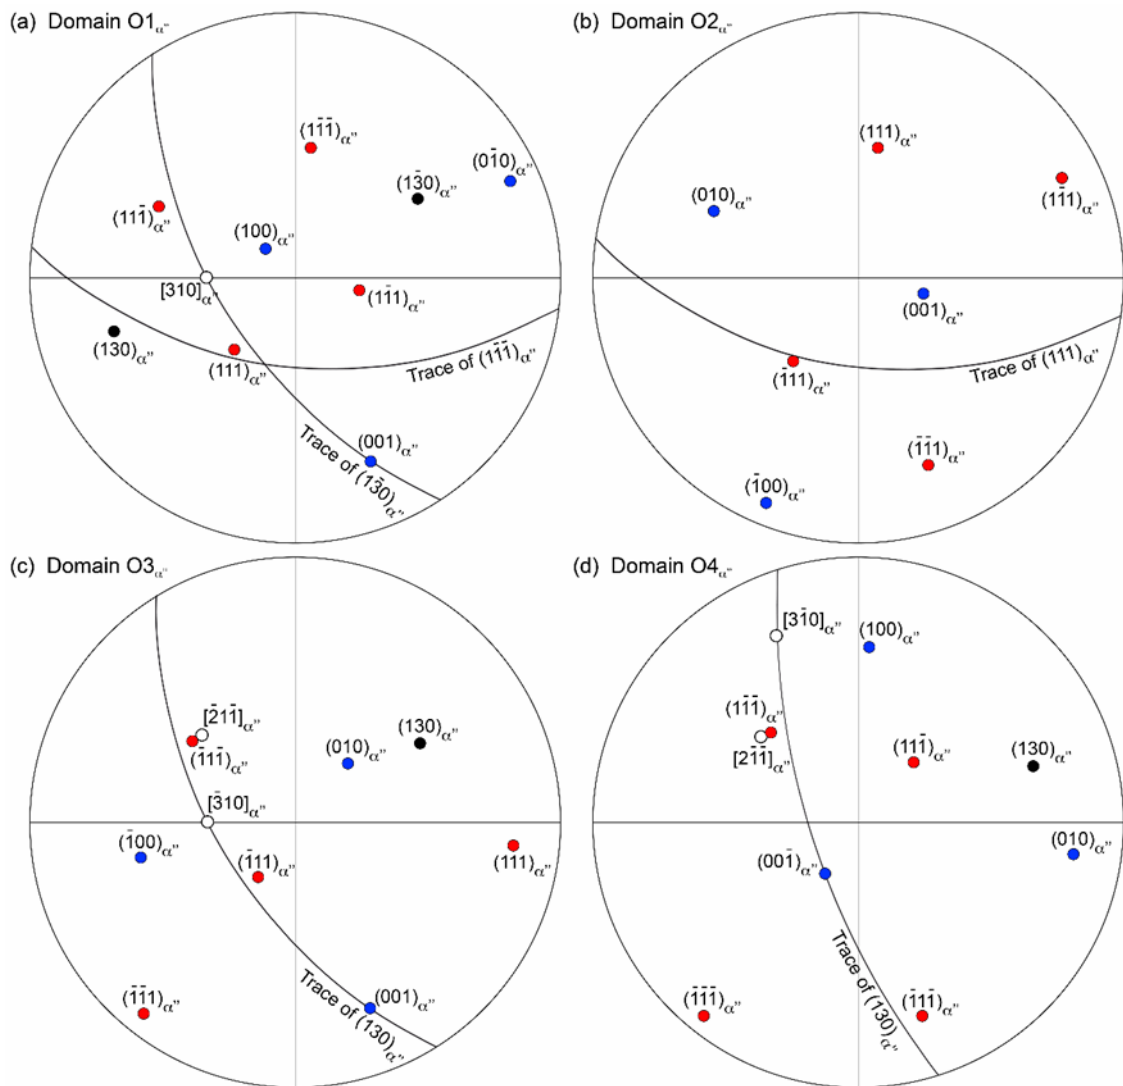 (a) Domain O1α"
(11̄1̄)α"
(01̄0)α"
(13̄0)α"
(111̄)α"
(100)α"
[310]α"
(11̄1)α"
(1̄3̄0)α"
(111)α"
Trace of (11̄1̄)α"
(001)α"
Trace of (13̄0)α"
(b) Domain O2α"
(111)α"
(11̄1)α"
(010)α"
(001)α"
(1̄11)α"
Trace of (111)α"
(1̄1̄1)α"
(1̄00)α"
(c) Domain O3α"
[2̄11̄]α"
(130)α"
(010)α"
(1̄11̄)α"
[3̄10]α"
(1̄00)α"
(1̄11)α"
(111)α"
(001)α"
(1̄1̄1)α"
Trace of (130)α"
(d) Domain O4α"
[31̄0]α"
(100)α"
(11̄1̄)α"
(111̄)α"
(130)α"
[21̄1̄]α"
(010)α"
(001̄)α"
Trace of (130)α"
(1̄1̄1̄)α"
(1̄11̄)α"